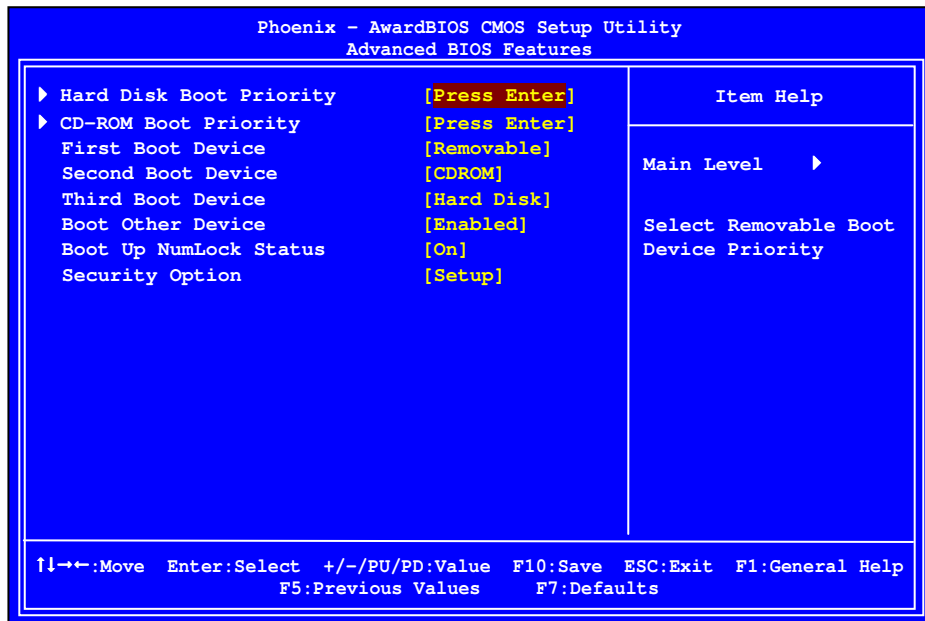 Phoenix - AwardBIOS CMOS Setup Utility
Advanced BIOS Features
Hard Disk Boot Priority [Press Enter]
CD-ROM Boot Priority [Press Enter]
First Boot Device [Removable]
Second Boot Device [CDROM]
Third Boot Device [Hard Disk]
Boot Other Device [Enabled]
Boot Up NumLock Status [On]
Security Option [Setup]
Item Help
Main Level
Select Removable Boot
Device Priority
↑↓→←:Move Enter:Select +/-/PU/PD:Value F10:Save ESC:Exit F1:General Help
F5:Previous Values F7:Defaults